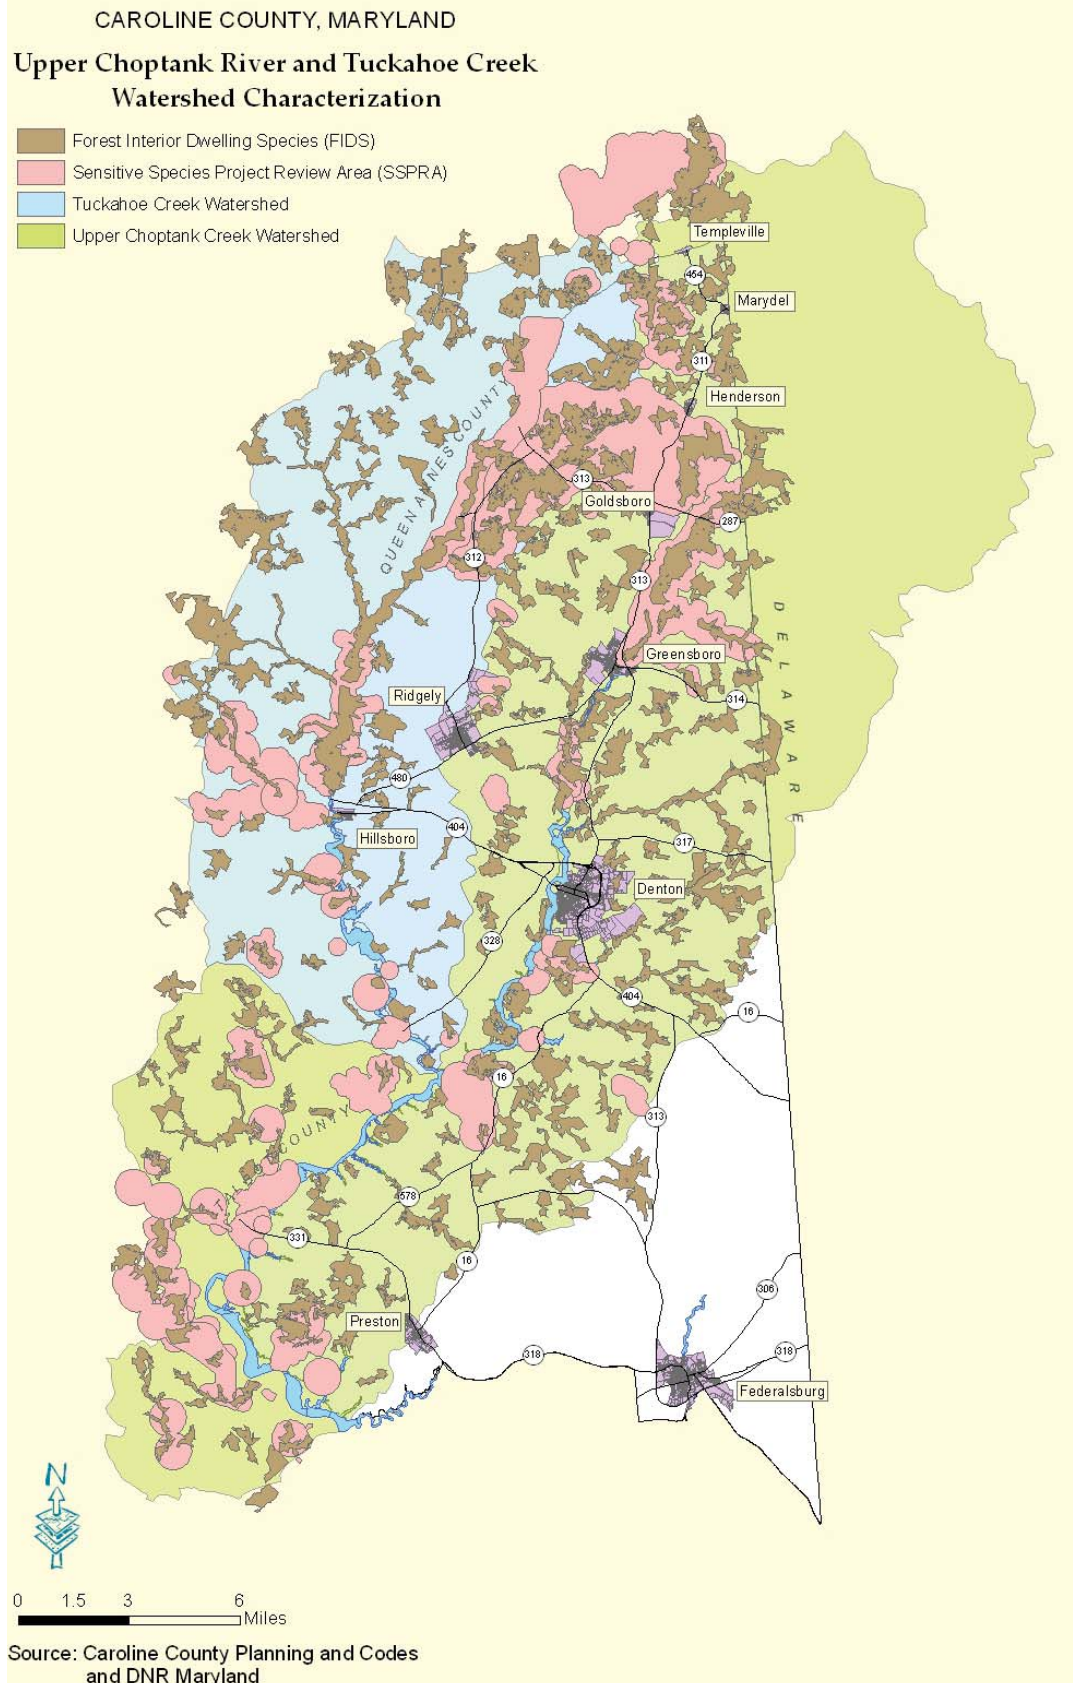 CAROLINE COUNTY, MARYLAND
Upper Choptank River and Tuckahoe Creek
Watershed Characterization
Forest Interior Dwelling Species (FIDS)
Sensitive Species Project Review Area (SSPRA)
Tuckahoe Creek Watershed
Upper Choptank Creek Watershed
Templeville
454
Marydel
311
Henderson
QUEEN ANNES COUNTY
313
Goldsboro
287
312
313
DELAWARE
Greensboro
Ridgely
314
480
404
Hillsboro
317
Denton
328
404
16
16
313
COUNTY
578
331
16
306
Preston
318
318
Federalsburg
N
0 1.5 3 6
Miles
Source: Caroline County Planning and Codes
and DNR Maryland